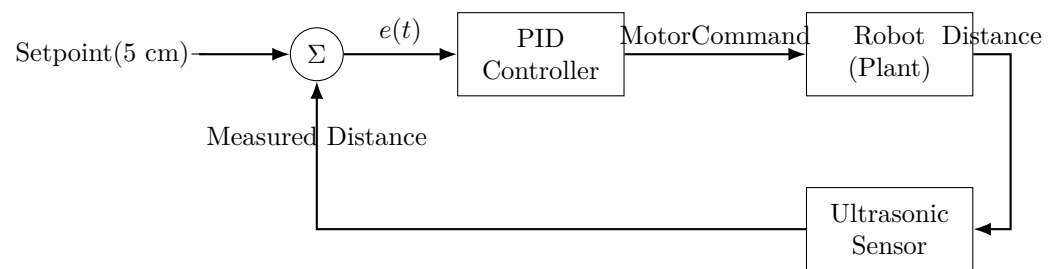 Setpoint(5 cm)
Σ
e(t)
PID
Controller
MotorCommand
Robot
(Plant)
Distance
Measured Distance
Ultrasonic
Sensor